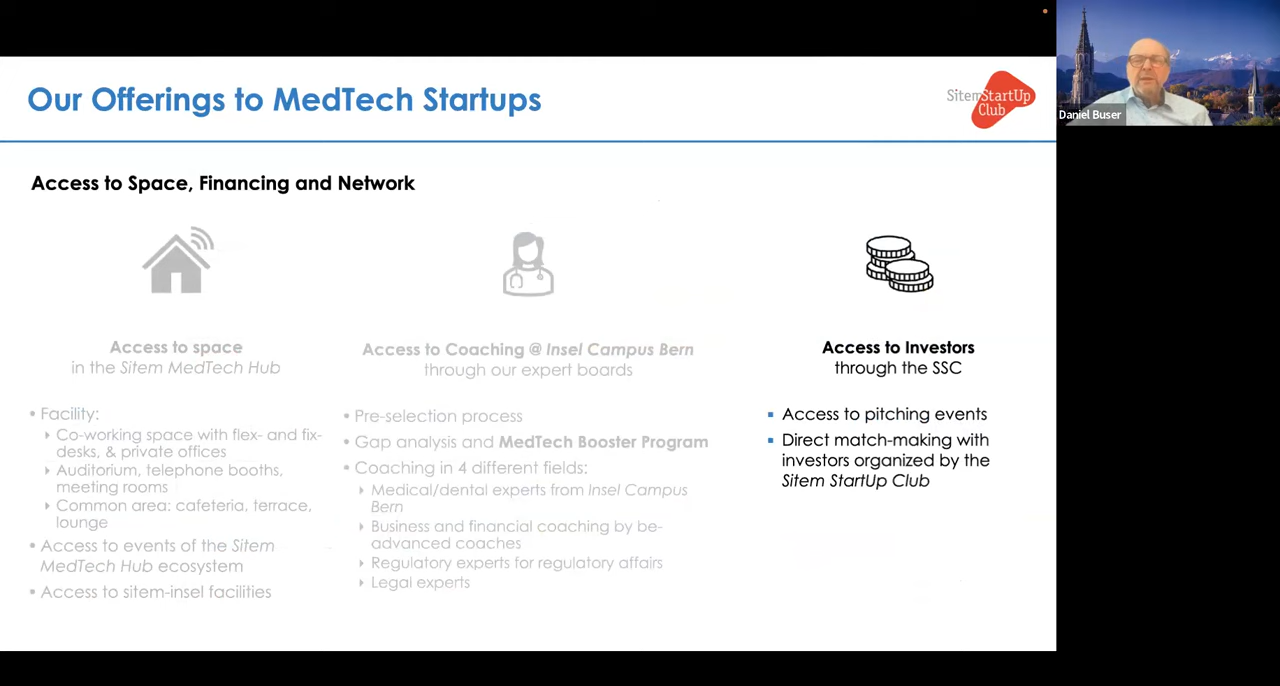 Our Offerings to MedTech Startups
SitemStartUp
Club
Daniel Buser
Access to Space, Financing and Network
Access to space
in the Sitem MedTech Hub
• Facility:
Co-working space with flex- and fix-
desks, & private offices
Auditorium, telephone booths,
meeting rooms
Common area: cafeteria, terrace,
lounge
• Access to events of the Sitem
MedTech Hub ecosystem
• Access to sitem-insel facilities
Access to Coaching @ Insel Campus Bern
through our expert boards
• Pre-selection process
• Gap analysis and MedTech Booster Program
• Coaching in 4 different fields:
Medical/dental experts from Insel Campus
Bern
Business and financial coaching by be-
advanced coaches
Regulatory experts for regulatory affairs
Legal experts
Access to Investors
through the SSC
▪ Access to pitching events
▪ Direct match-making with
investors organized by the
Sitem StartUp Club